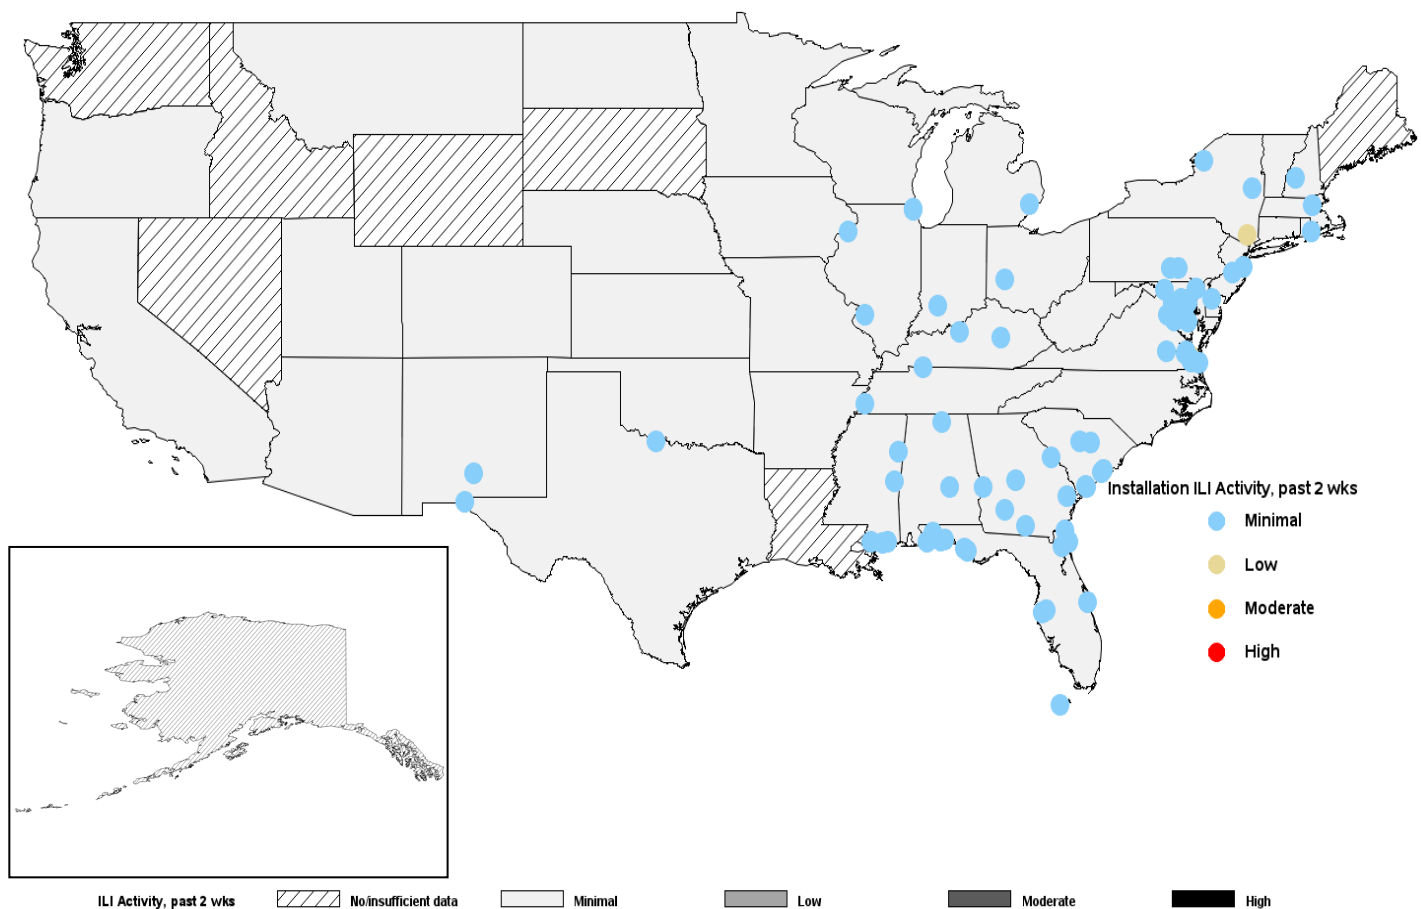 Installation ILI Activity, past 2 wks
Minimal
Low
Moderate
High
ILI Activity, past 2 wks No/insufficient data Minimal Low Moderate High